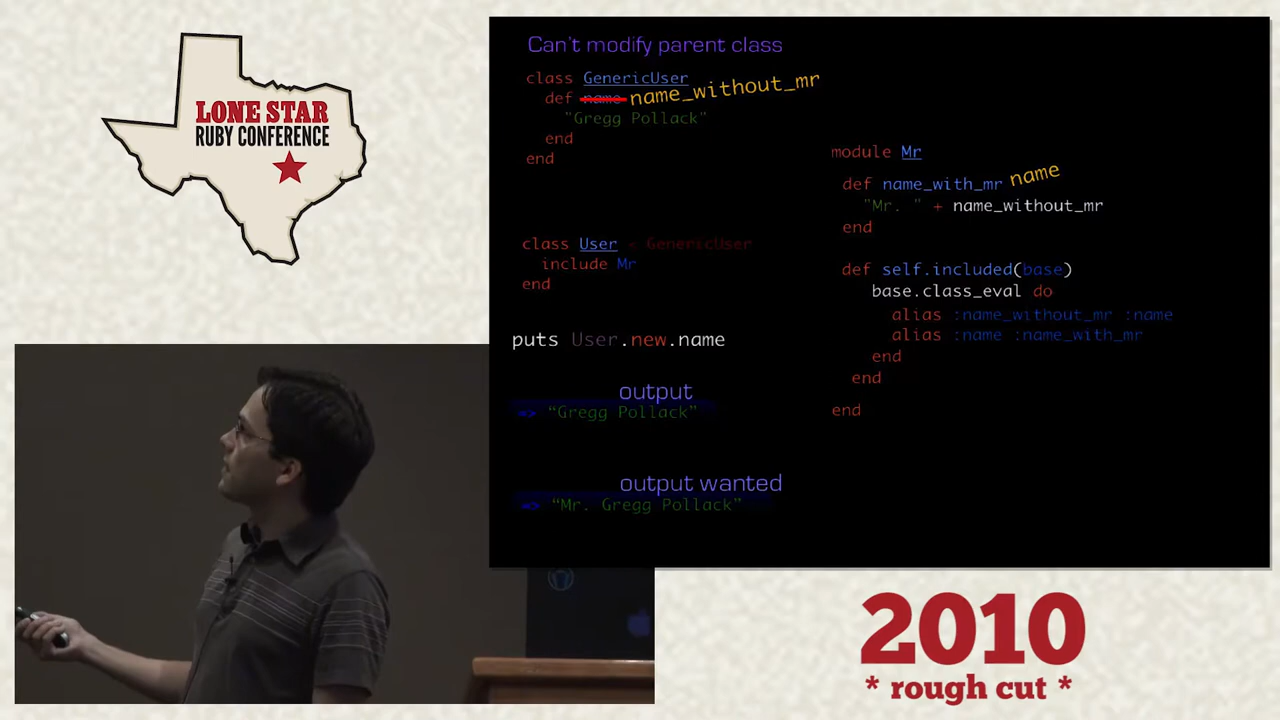 LONE STAR
RUBY CONFERENCE
Can't modify parent class
class GenericUser
def name name_without_mr
"Gregg Pollack"
end
end
class User < GenericUser
include Mr
end
puts User.new.name
output
=> "Gregg Pollack"
output wanted
=> "Mr. Gregg Pollack"
module Mr
def name_with_mr name
"Mr. " + name_without_mr
end
def self.included(base)
base.class_eval do
alias :name_without_mr :name
alias :name :name_with_mr
end
end
end
2010
* rough cut *